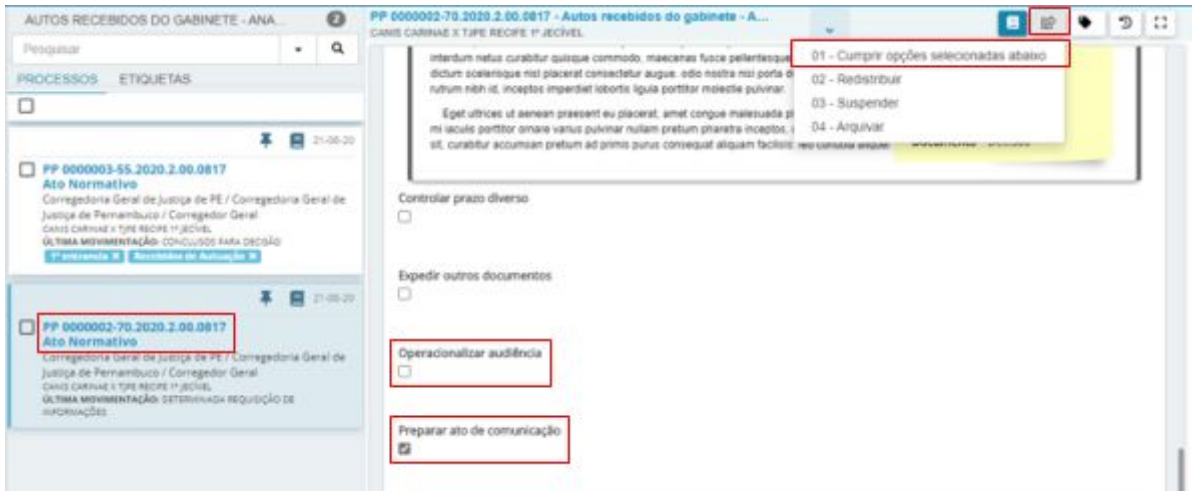 AUTOS RECEBIDOS DO GABINETE - ANA... 2
Pesquisar
PROCESSOS ETIQUETAS
21-08-20
PP 0000003-55.2020.2.00.0817
Ato Normativo
Corregedoria Geral de Justiça de PE / Corregedoria Geral de
Justiça de Pernambuco / Corregedor Geral
CANIS CARINAE X TJPE RECIFE 1º JECÍVEL
ÚLTIMA MOVIMENTAÇÃO: CONCLUSOS PARA DECISÃO
1ª entrancia Recebidos de Autuação
21-08-20
PP 0000002-70.2020.2.00.0817
Ato Normativo
Corregedoria Geral de Justiça de PE / Corregedoria Geral de
Justiça de Pernambuco / Corregedor Geral
CANIS CARINAE X TJPE RECIFE 1º JECÍVEL
ÚLTIMA MOVIMENTAÇÃO: DETERMINADA REQUISIÇÃO DE
INFORMAÇÕES
PP 0000002-70.2020.2.00.0817 - Autos recebidos do gabinete - A...
CANIS CARINAE X TJPE RECIFE 1º JECÍVEL
01 - Cumprir opções selecionadas abaixo
02 - Redistribuir
03 - Suspender
04 - Arquivar
interdum netus curabitur quisque commodo, maecenas fusce pellentesque
dictum scelerisque nisl placerat consectetur augue, odio nostra nisi porta
rutrum nibh id, inceptos imperdiet lobortis ligula porttitor molestie pulvinar.
Eget ultrices ut aenean praesent eu placerat, amet congue malesuada
mi iaculis porttitor ornare varius pulvinar nullam pretium pharetra inceptos,
sit, curabitur accumsan pretium ad primis purus consequat aliquam facilisis
Controlar prazo diverso
Expedir outros documentos
Operacionalizar audiência
Preparar ato de comunicação